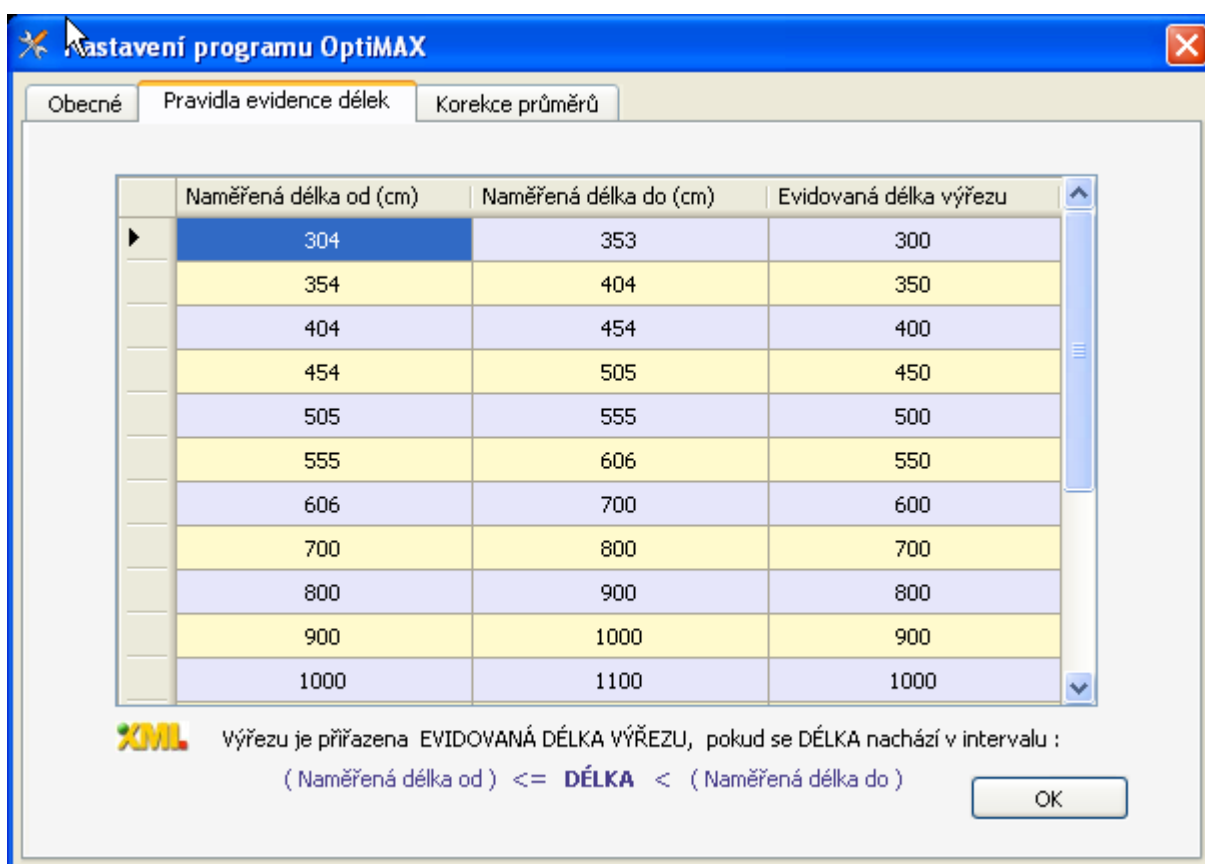 Nastavení programu OptiMAX
Obecné Pravidla evidence délek Korekce průměrů
Naměřená délka od (cm) Naměřená délka do (cm) Evidovaná délka výřezu
304 353 300
354 404 350
404 454 400
454 505 450
505 555 500
555 606 550
606 700 600
700 800 700
800 900 800
900 1000 900
1000 1100 1000
XML Výřezu je přiřazena EVIDOVANÁ DÉLKA VÝŘEZU, pokud se DÉLKA nachází v intervalu :
( Naměřená délka od ) <= DÉLKA < ( Naměřená délka do )
OK